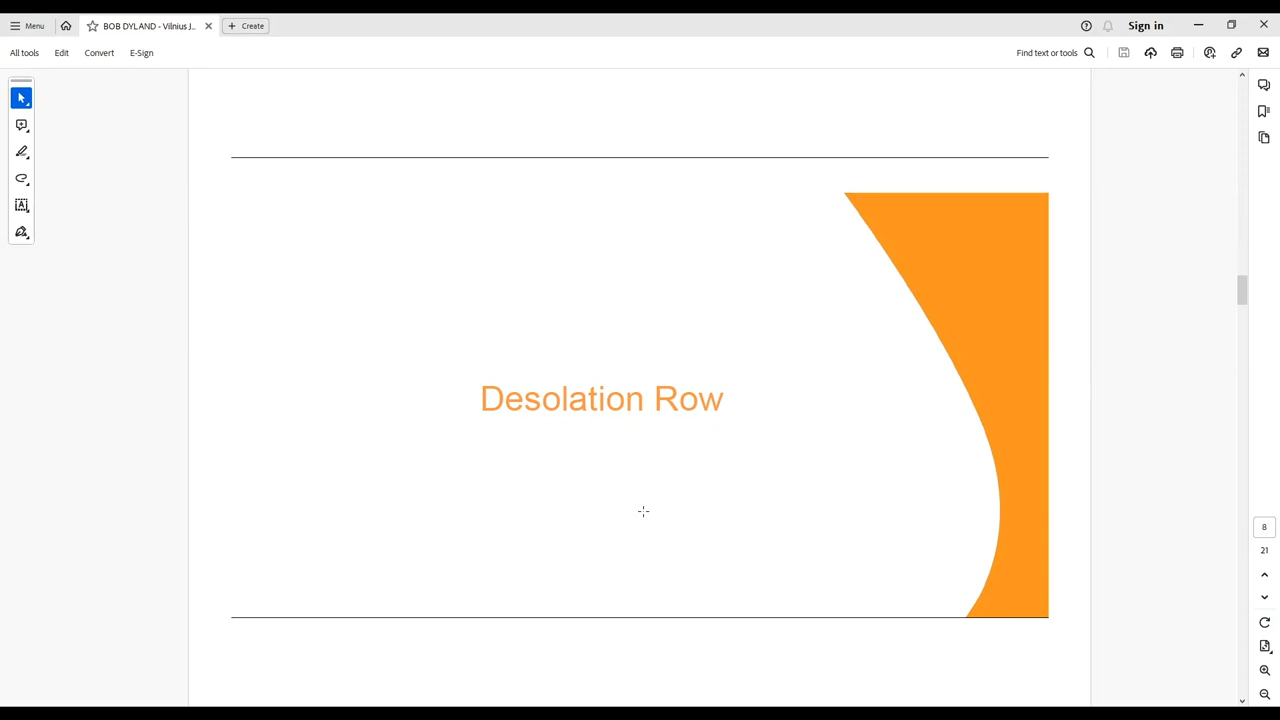 Menu
BOB DYLAND - Vilnius J...
Create
Sign in
All tools
Edit
Convert
E-Sign
Find text or tools
Desolation Row
8
21